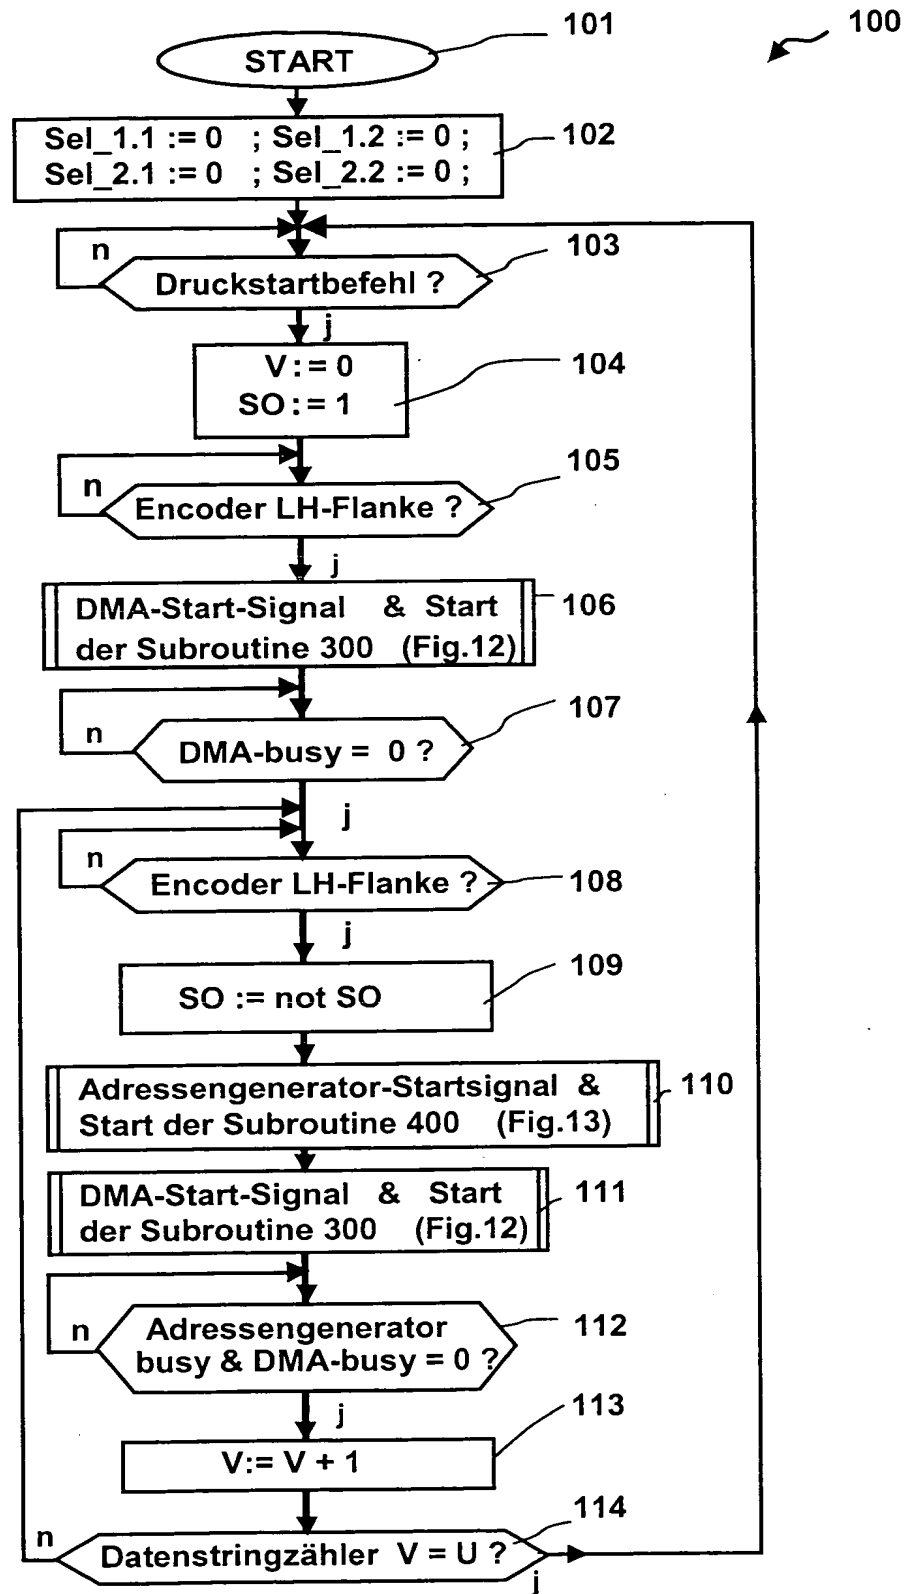 100
101
START
Sel_1.1 := 0 ; Sel_1.2 := 0 ;
Sel_2.1 := 0 ; Sel_2.2 := 0 ;
102
n
103
Druckstartbefehl ?
j
V := 0
SO := 1
104
n
105
Encoder LH-Flanke ?
j
DMA-Start-Signal & Start
der Subroutine 300 (Fig.12)
106
n
107
DMA-busy = 0 ?
j
n
Encoder LH-Flanke ?
108
j
SO := not SO
109
Adressengenerator-Startsignal &
Start der Subroutine 400 (Fig.13)
110
DMA-Start-Signal & Start
der Subroutine 300 (Fig.12)
111
n
Adressengenerator
busy & DMA-busy = 0 ?
112
j
V:= V + 1
113
n
Datenstringzähler V = U ?
114
j